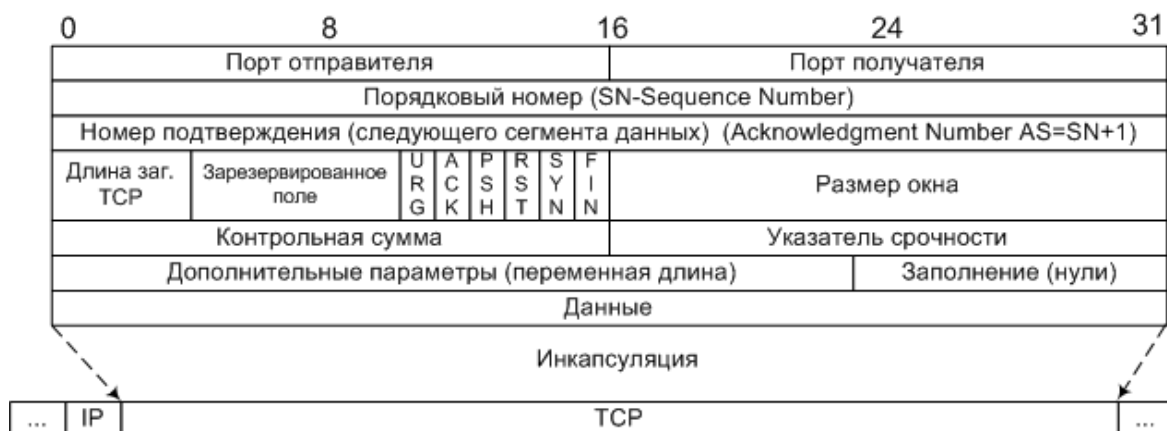 0 8 16 24 31
Порт отправителя Порт получателя
Порядковый номер (SN-Sequence Number)
Номер подтверждения (следующего сегмента данных) (Acknowledgment Number AS=SN+1)
Длина заг. TCP Зарезервированное поле URG ACK PSH RST SYN FIN Размер окна
Контрольная сумма Указатель срочности
Дополнительные параметры (переменная длина) Заполнение (нули)
Данные
Инкапсуляция
... IP TCP ...